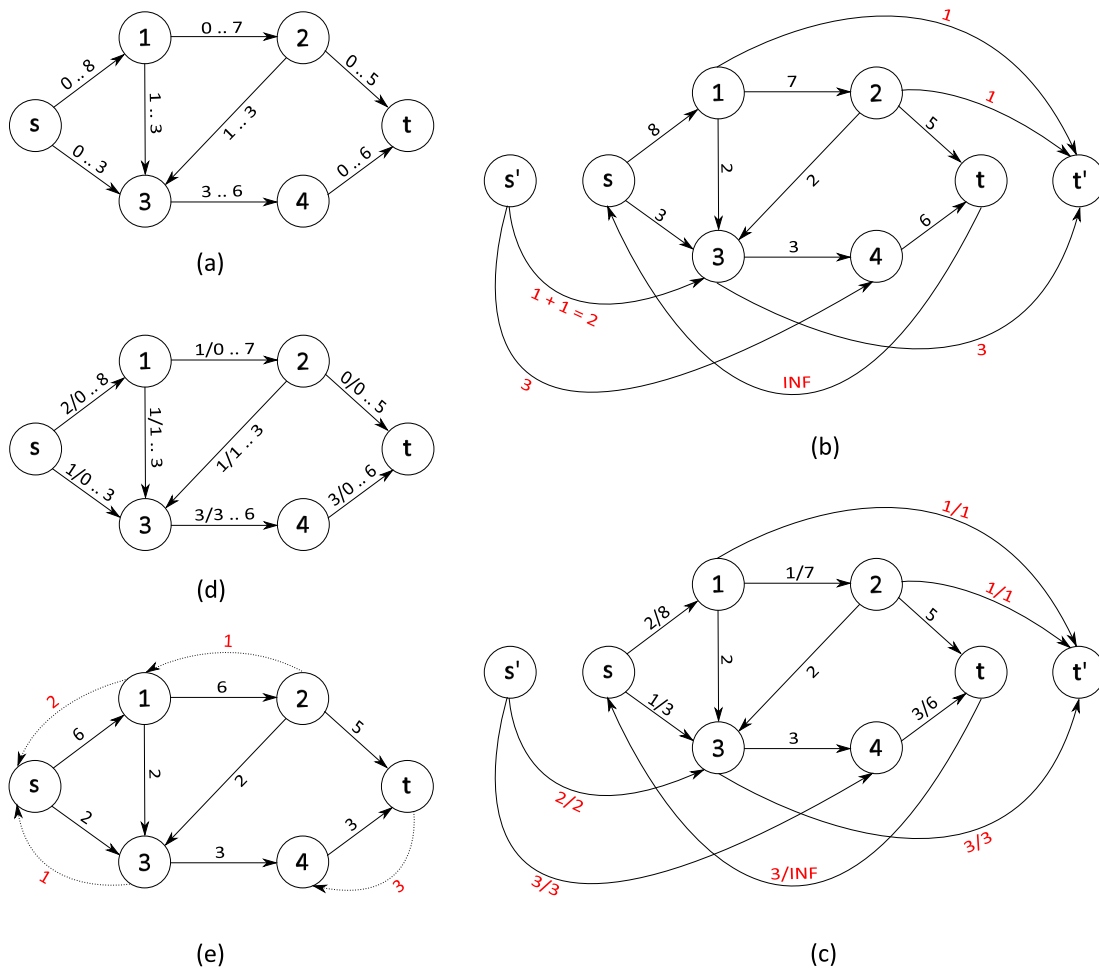 1
0 .. 7
2
0 .. 8
1 .. 3
1 .. 3
0 .. 5
s
t
0 .. 3
0 .. 6
3
3 .. 6
4
(a)
1
1
7
2
1
8
5
s'
s
2
2
t
t'
3
6
3
3
4
1 + 1 = 2
3
3
INF
(b)
1
1/0 .. 7
2
2/0 .. 8
1/1 .. 3
1/1 .. 3
0/0 .. 5
s
t
1/0 .. 3
3/0 .. 6
3
3/3 .. 6
4
(d)
1/1
1
1/7
2
1/1
2/8
5
s'
s
2
2
t
t'
1/3
3/6
3
3
4
2/2
3/3
3/3
3/INF
(c)
1
2
1
6
2
6
5
s
2
2
t
2
3
3
3
4
1
3
(e)